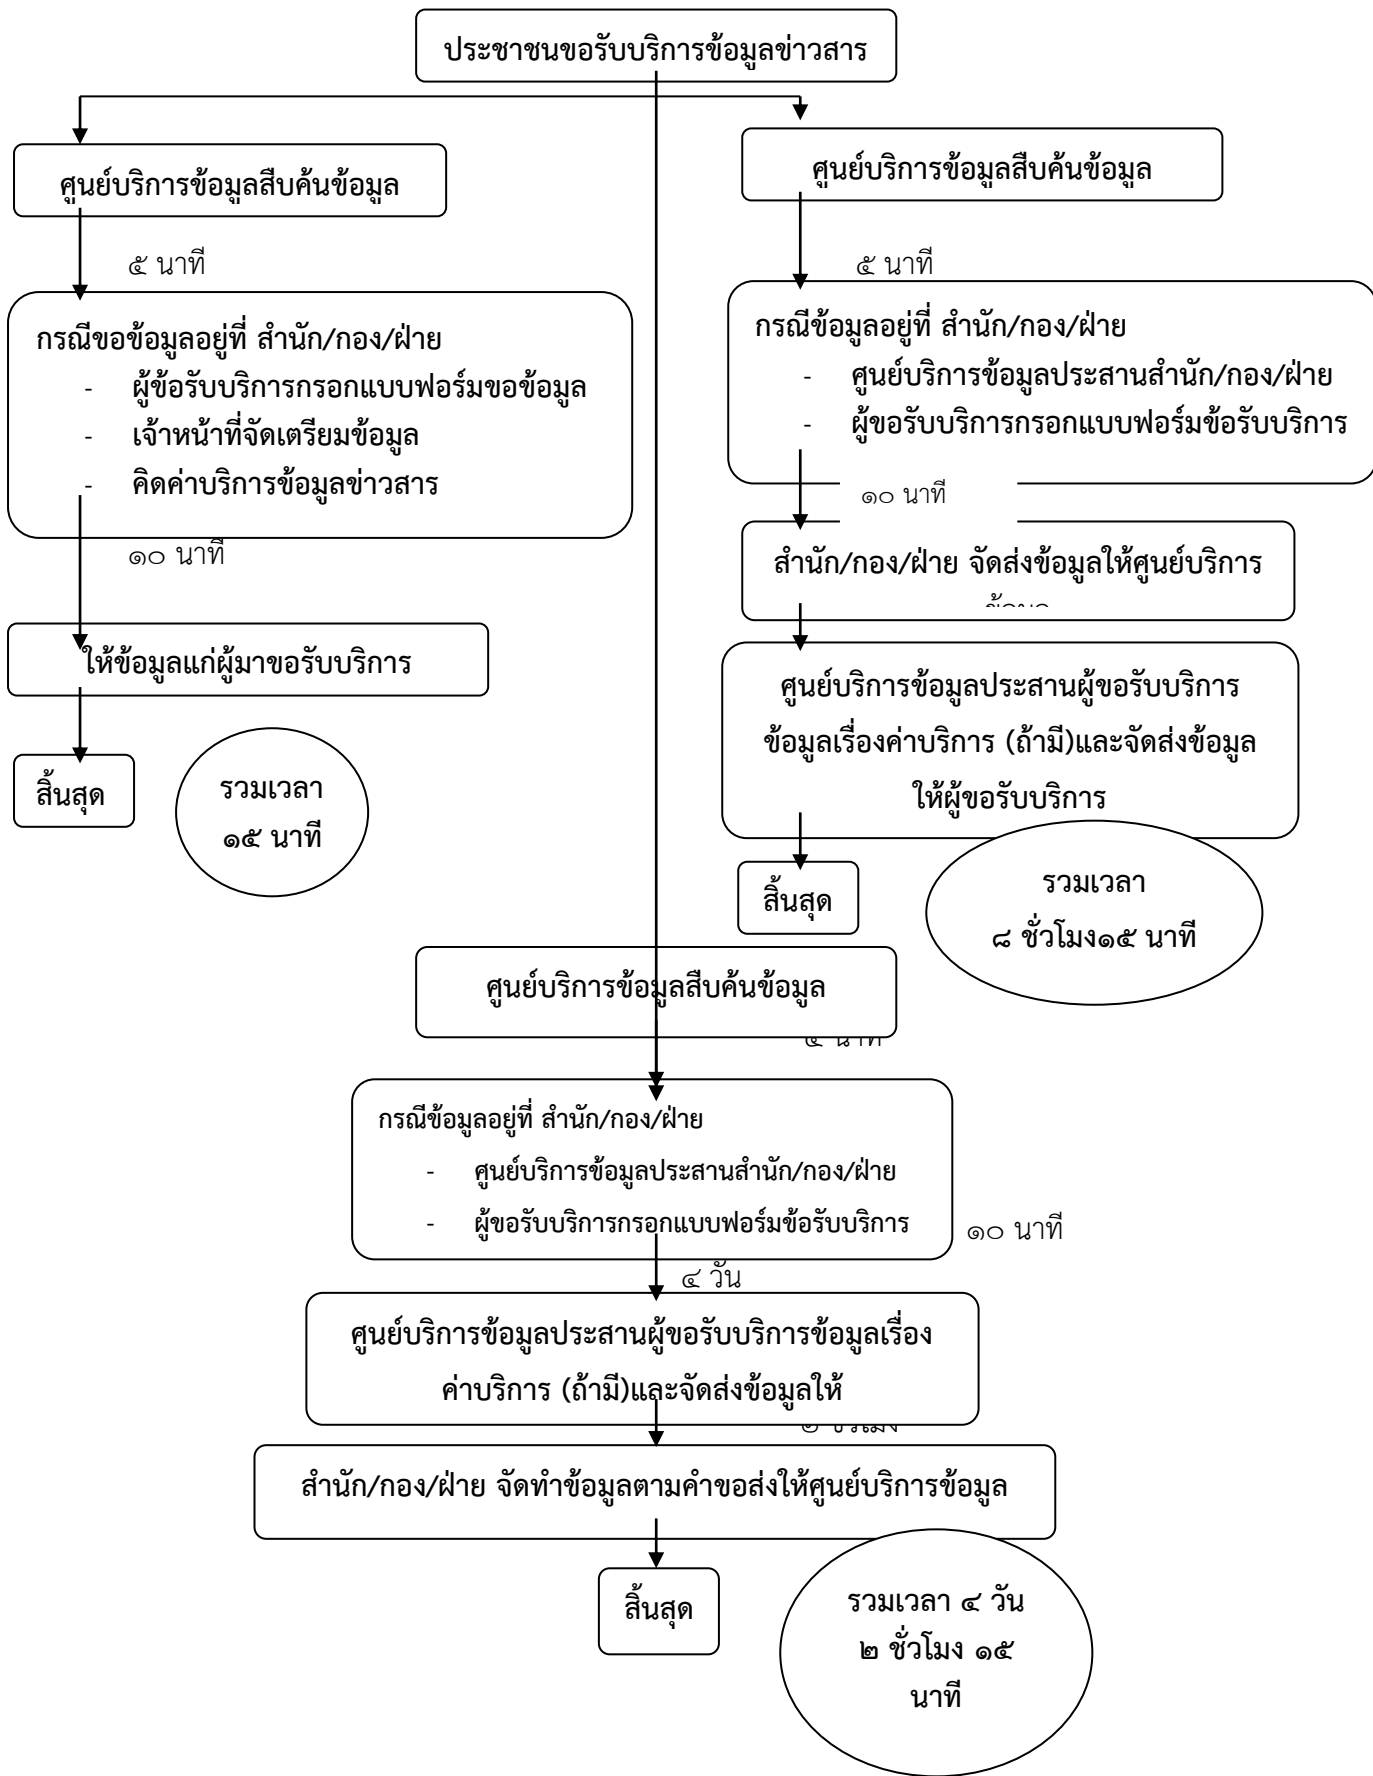 ประชาชนขอรับบริการข้อมูลข่าวสาร
ศูนย์บริการข้อมูลสืบค้นข้อมูล
๕ นาที
กรณีขอข้อมูลอยู่ที่ สำนัก/กอง/ฝ่าย
- ผู้ข้อรับบริการกรอกแบบฟอร์มขอข้อมูล
- เจ้าหน้าที่จัดเตรียมข้อมูล
- คิดค่าบริการข้อมูลข่าวสาร
๑๐ นาที
ให้ข้อมูลแก่ผู้มาขอรับบริการ
สิ้นสุด
รวมเวลา
๑๕ นาที
ศูนย์บริการข้อมูลสืบค้นข้อมูล
๕ นาที
กรณีข้อมูลอยู่ที่ สำนัก/กอง/ฝ่าย
- ศูนย์บริการข้อมูลประสานสำนัก/กอง/ฝ่าย
- ผู้ขอรับบริการกรอกแบบฟอร์มข้อรับบริการ
๑๐ นาที
สำนัก/กอง/ฝ่าย จัดส่งข้อมูลให้ศูนย์บริการ
ศูนย์บริการข้อมูลประสานผู้ขอรับบริการ
ข้อมูลเรื่องค่าบริการ (ถ้ามี)และจัดส่งข้อมูล
ให้ผู้ขอรับบริการ
สิ้นสุด
รวมเวลา
๘ ชั่วโมง๑๕ นาที
ศูนย์บริการข้อมูลสืบค้นข้อมูล
กรณีข้อมูลอยู่ที่ สำนัก/กอง/ฝ่าย
- ศูนย์บริการข้อมูลประสานสำนัก/กอง/ฝ่าย
- ผู้ขอรับบริการกรอกแบบฟอร์มข้อรับบริการ
๑๐ นาที
๔ วัน
ศูนย์บริการข้อมูลประสานผู้ขอรับบริการข้อมูลเรื่อง
ค่าบริการ (ถ้ามี)และจัดส่งข้อมูลให้
สำนัก/กอง/ฝ่าย จัดทำข้อมูลตามคำขอส่งให้ศูนย์บริการข้อมูล
สิ้นสุด
รวมเวลา ๔ วัน
๒ ชั่วโมง ๑๕
นาที